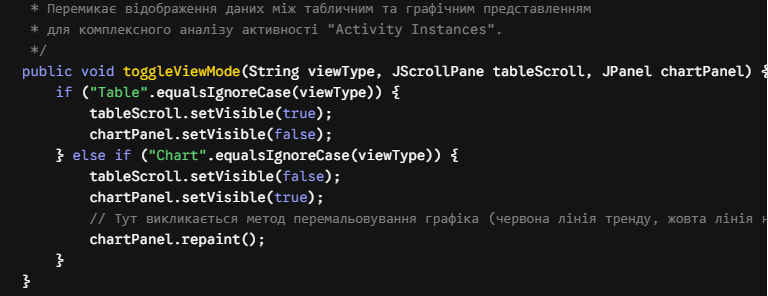 * Перемикає відображення даних між табличним та графічним представленням
* для комплексного аналізу активності "Activity Instances".
*/
public void toggleViewMode(String viewType, JScrollPane tableScroll, JPanel chartPanel) {
if ("Table".equalsIgnoreCase(viewType)) {
tableScroll.setVisible(true);
chartPanel.setVisible(false);
} else if ("Chart".equalsIgnoreCase(viewType)) {
tableScroll.setVisible(false);
chartPanel.setVisible(true);
// Тут викликається метод перемальовування графіка (червона лінія тренду, жовта лінія
chartPanel.repaint();
}
}